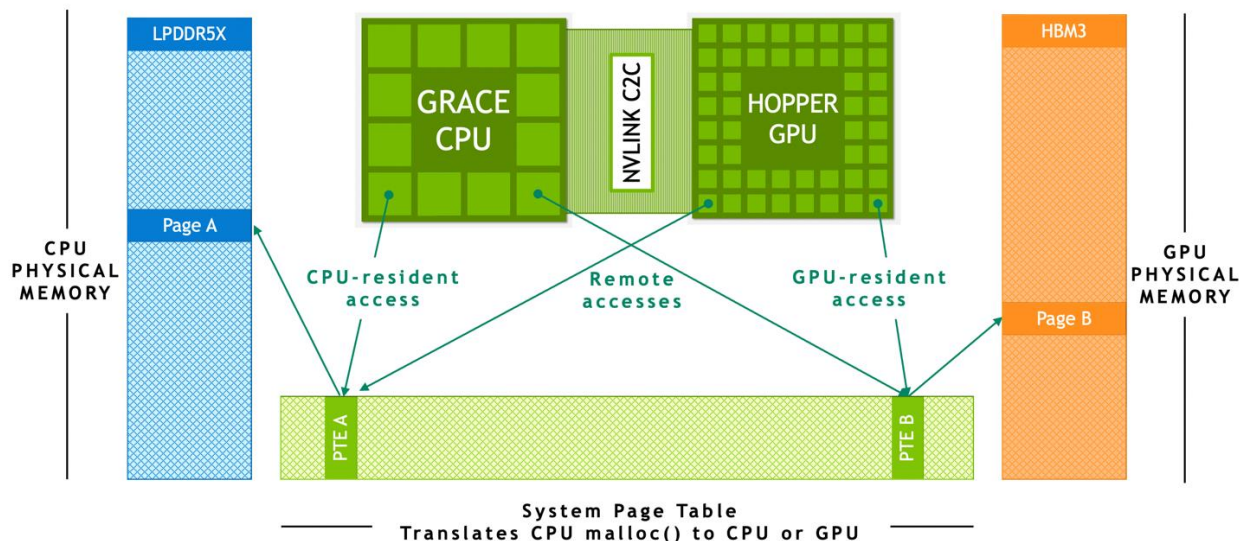 LPDDR5X
GRACE
CPU
NVLINK C2C
HOPPER
GPU
HBM3
Page A
CPU
PHYSICAL
MEMORY
CPU-resident
access
Remote
accesses
GPU-resident
access
GPU
PHYSICAL
MEMORY
Page B
PTE A
PTE B
System Page Table
Translates CPU malloc() to CPU or GPU